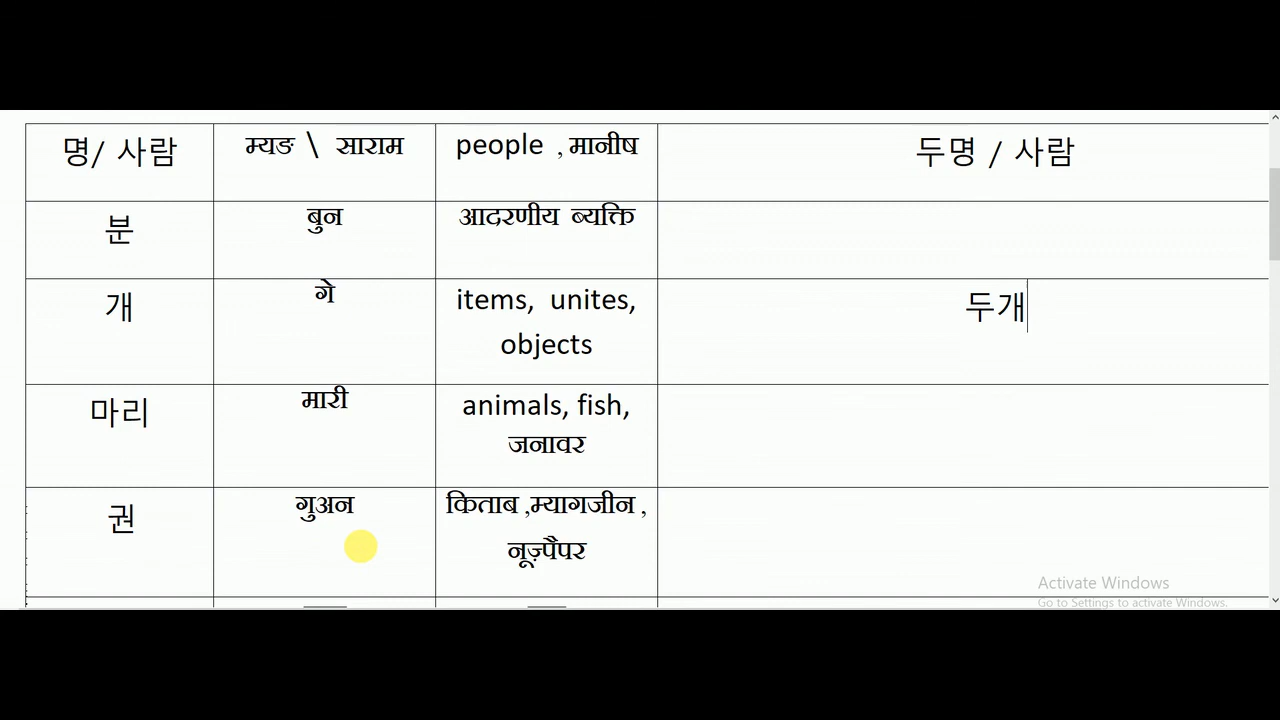 명/ 사람 म्यङ \ साराम people , मानीष 두명 / 사람
분 बुन आदरणीय ब्यक्ति
개 गे items, unites, 두개
objects
마리 मारी animals, fish,
जनावर
권 गुअन किताब ,म्यागजीन ,
नूज़्पैपर
Activate Windows
Go to Settings to activate Windows.